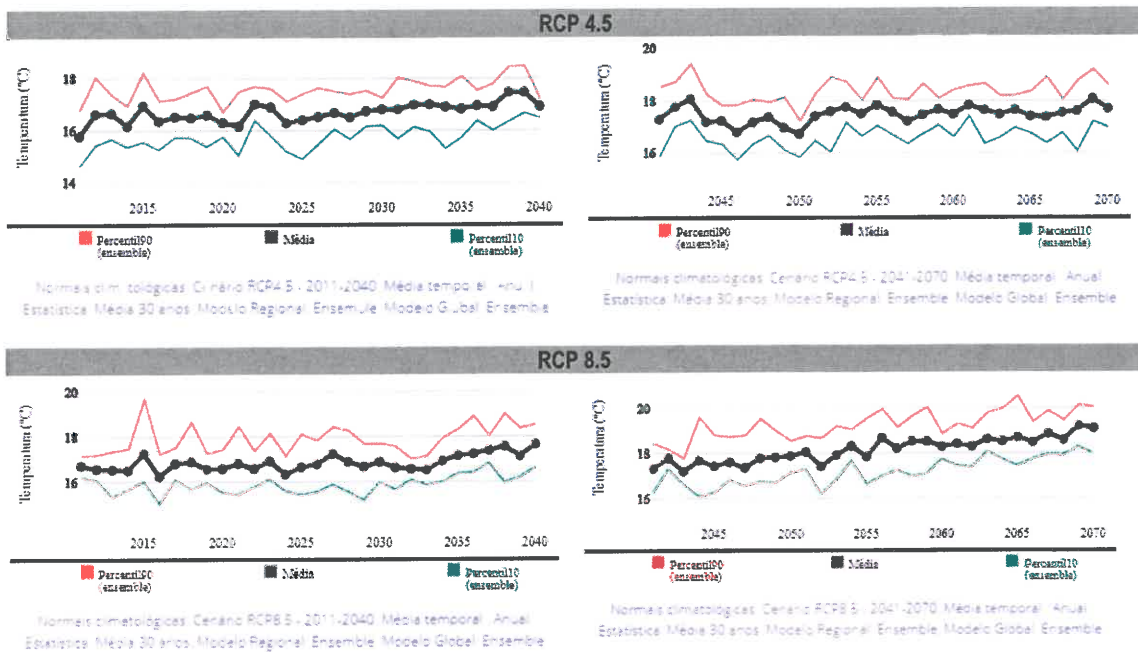 RCP 4.5
Temperatura (°C)
18
16
14
2015 2020 2025 2030 2035 2040
Percentil90 (ensemble) Média Percentil10 (ensemble)
Normais climatológicas Cenário RCP4.5 - 2011-2040 Média temporal Anual
Estatística Média 30 anos Modelo Regional Ensemble Modelo Global Ensemble
Temperatura (°C)
20
18
16
2045 2050 2055 2060 2065 2070
Percentil90 (ensemble) Média Percentil10 (ensemble)
Normais climatológicas Cenário RCP4.5 - 2041-2070 Média temporal Anual
Estatística Média 30 anos Modelo Regional Ensemble Modelo Global Ensemble
RCP 8.5
Temperatura (°C)
20
18
16
2015 2020 2025 2030 2035 2040
Percentil90 (ensemble) Média Percentil10 (ensemble)
Normais climatológicas Cenário RCP8.5 - 2011-2040 Média temporal Anual
Estatística Média 30 anos Modelo Regional Ensemble Modelo Global Ensemble
Temperatura (°C)
20
18
16
2045 2050 2055 2060 2065 2070
Percentil90 (ensemble) Média Percentil10 (ensemble)
Normais climatológicas Cenário RCP8.5 - 2041-2070 Média temporal Anual
Estatística Média 30 anos Modelo Regional Ensemble Modelo Global Ensemble